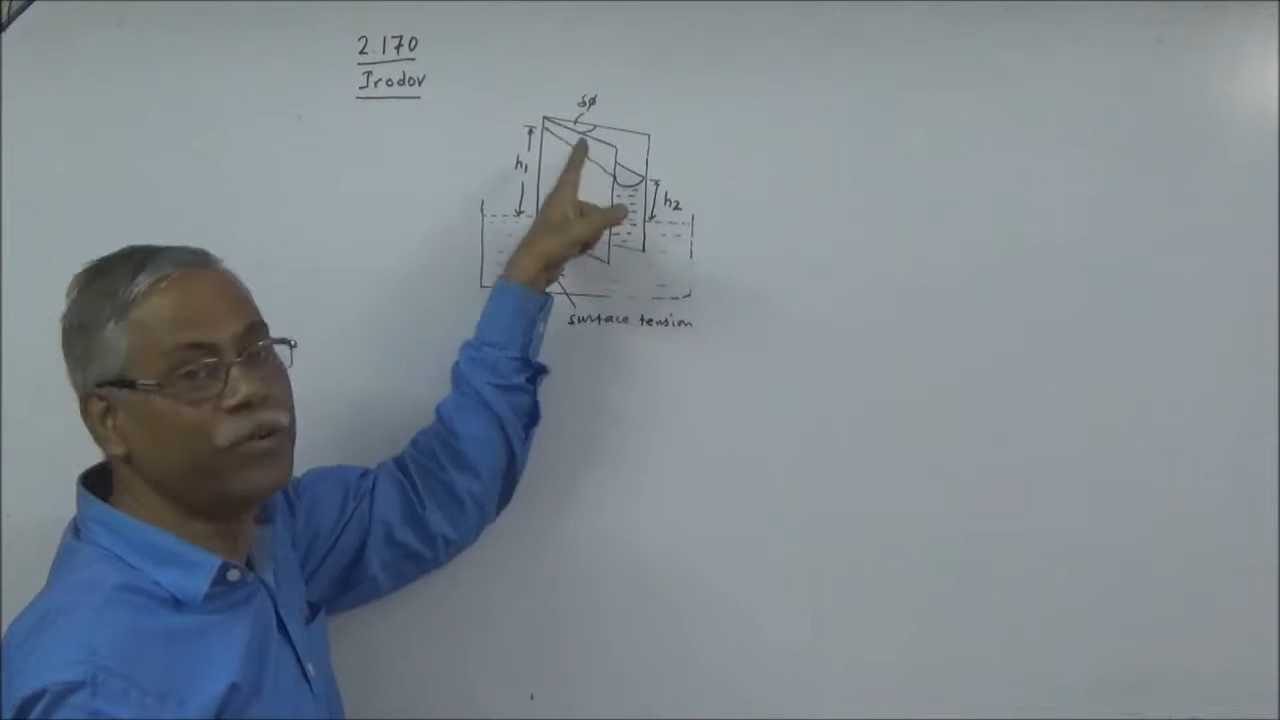 2.170
Irodov
δφ
h₁
h₂
surface tension